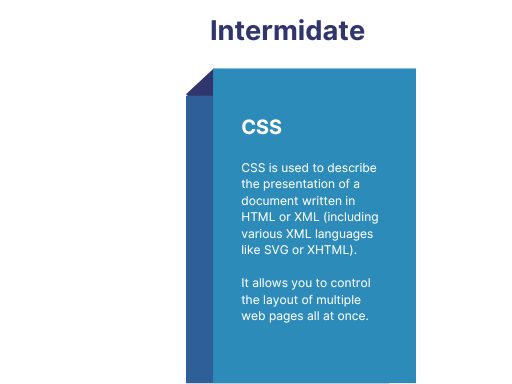 Intermidate
CSS
CSS is used to describe
the presentation of a
document written in
HTML or XML (including
various XML languages
like SVG or XHTML).
It allows you to control
the layout of multiple
web pages all at once.